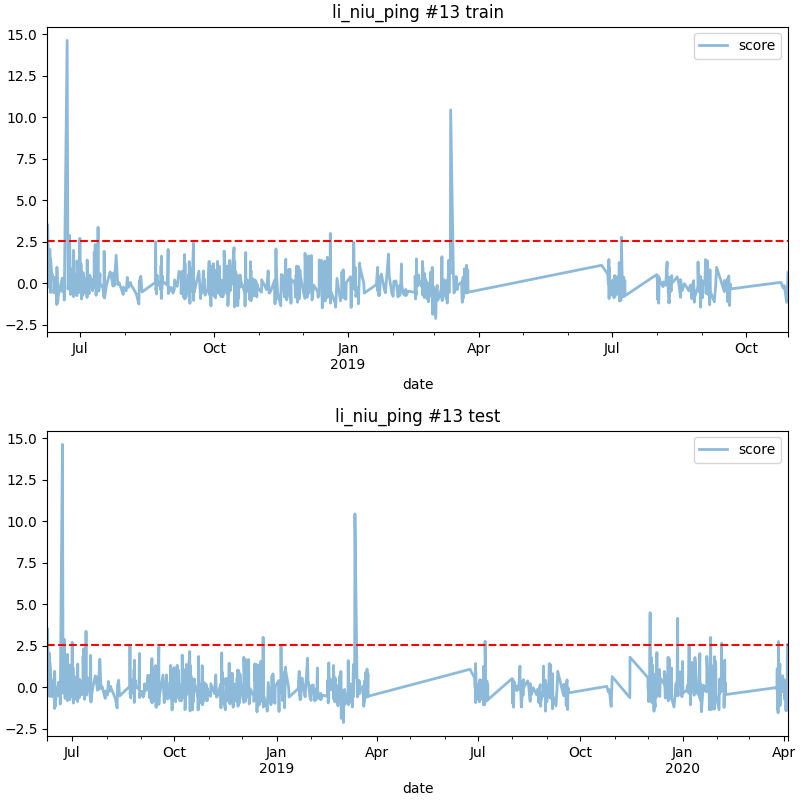 li_niu_ping #13 train
score
15.0
12.5
10.0
7.5
5.0
2.5
0.0
−2.5
Jul Oct Jan Apr Jul Oct
2019
date
li_niu_ping #13 test
score
15.0
12.5
10.0
7.5
5.0
2.5
0.0
−2.5
Jul Oct Jan Apr Jul Oct Jan Apr
2019 2020
date